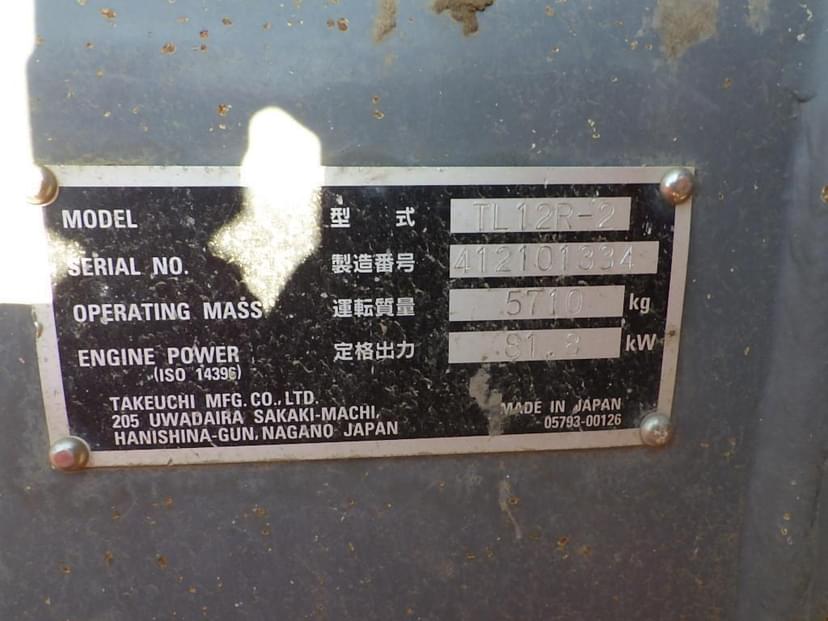 MODEL 型 式 TL12R-2
SERIAL NO. 製造番号 412101334
OPERATING MASS 運転質量 5710 kg
ENGINE POWER 定格出力 81.8 kW
(ISO 14396)
TAKEUCHI MFG. CO., LTD.
205 UWADAIRA SAKAKI-MACHI,
HANISHINA-GUN, NAGANO JAPAN
MADE IN JAPAN
05793-00126